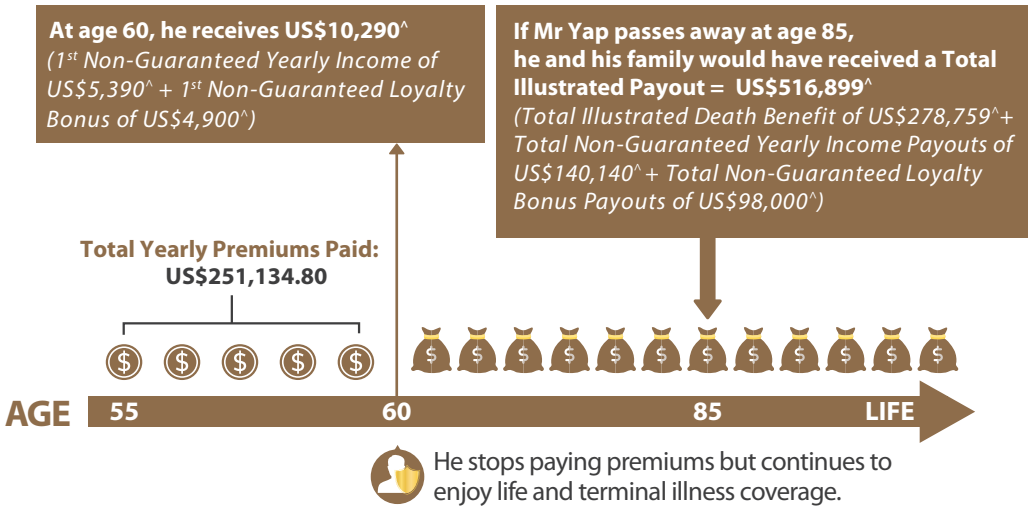 At age 60, he receives US$10,290^
(1st Non-Guaranteed Yearly Income of
US$5,390^ + 1st Non-Guaranteed Loyalty
Bonus of US$4,900^)
If Mr Yap passes away at age 85,
he and his family would have received a Total
Illustrated Payout = US$516,899^
(Total Illustrated Death Benefit of US$278,759^+
Total Non-Guaranteed Yearly Income Payouts of
US$140,140^ + Total Non-Guaranteed Loyalty
Bonus Payouts of US$98,000^)
Total Yearly Premiums Paid:
US$251,134.80
$ $ $ $ $ $ $ $ $ $ $ $ $ $ $ $ $
AGE 55 60 85 LIFE
He stops paying premiums but continues to
enjoy life and terminal illness coverage.